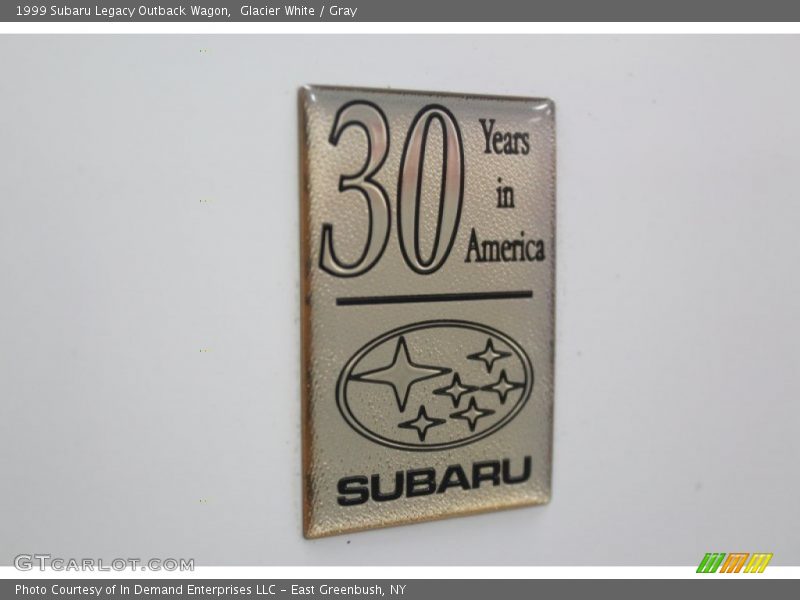 1999 Subaru Legacy Outback Wagon,  Glacier White / Gray
30 Years
in
America
SUBARU
GTCARLOT.COM
Photo Courtesy of In Demand Enterprises LLC - East Greenbush, NY